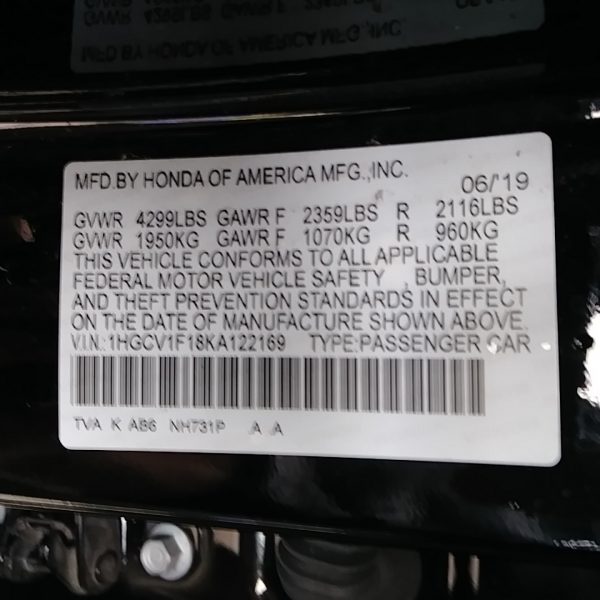 MFD.BY HONDA OF AMERICA MFG.,INC. 06/'19
GVWR 4299LBS GAWR F 2359LBS R 2116LBS
GVWR 1950KG GAWR F 1070KG R 960KG
THIS VEHICLE CONFORMS TO ALL APPLICABLE
FEDERAL MOTOR VEHICLE SAFETY , BUMPER,
AND THEFT PREVENTION STANDARDS IN EFFECT
ON THE DATE OF MANUFACTURE SHOWN ABOVE.
V.I.N.:1HGCV1F18KA122169 TYPE:PASSENGER CAR
TVA K AB6 NH731P A A